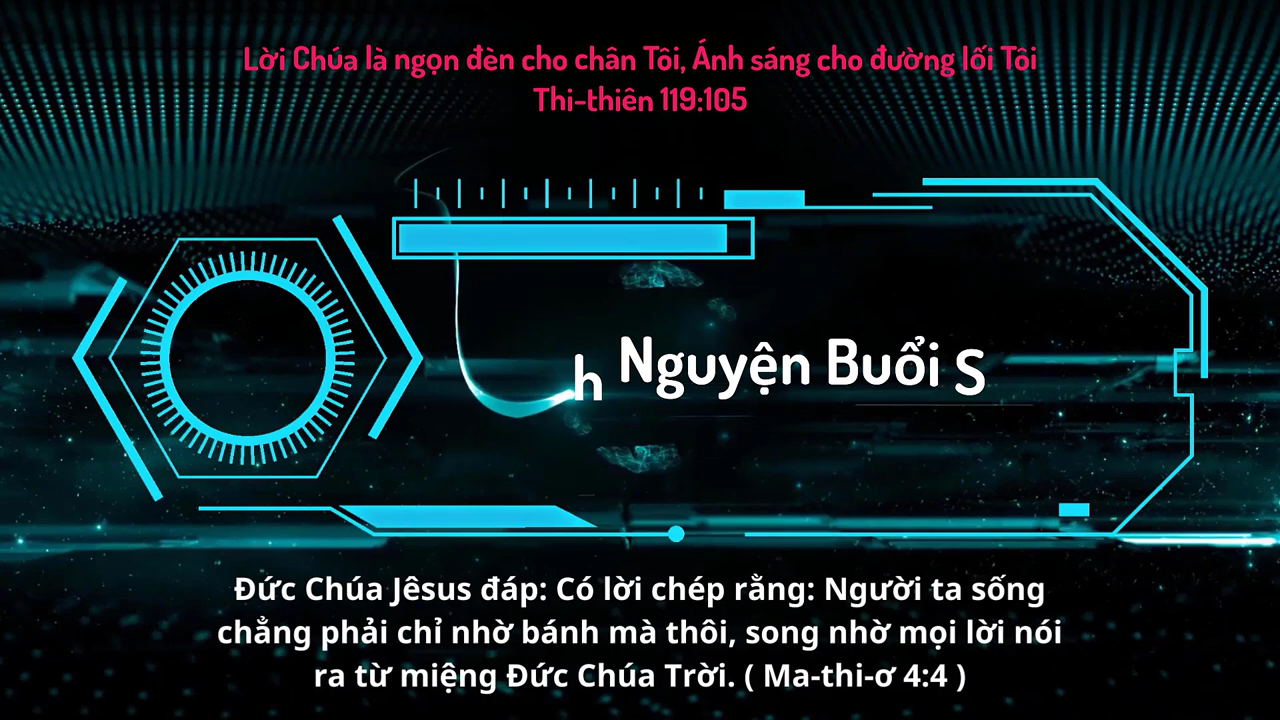 Lời Chúa là ngọn đèn cho chân Tôi, Ánh sáng cho đường lối Tôi
Thi-thiên 119:105
h Nguyện Buổi S
Đức Chúa Jêsus đáp: Có lời chép rằng: Người ta sống
chẳng phải chỉ nhờ bánh mà thôi, song nhờ mọi lời nói
ra từ miệng Đức Chúa Trời. ( Ma-thi-ơ 4:4 )